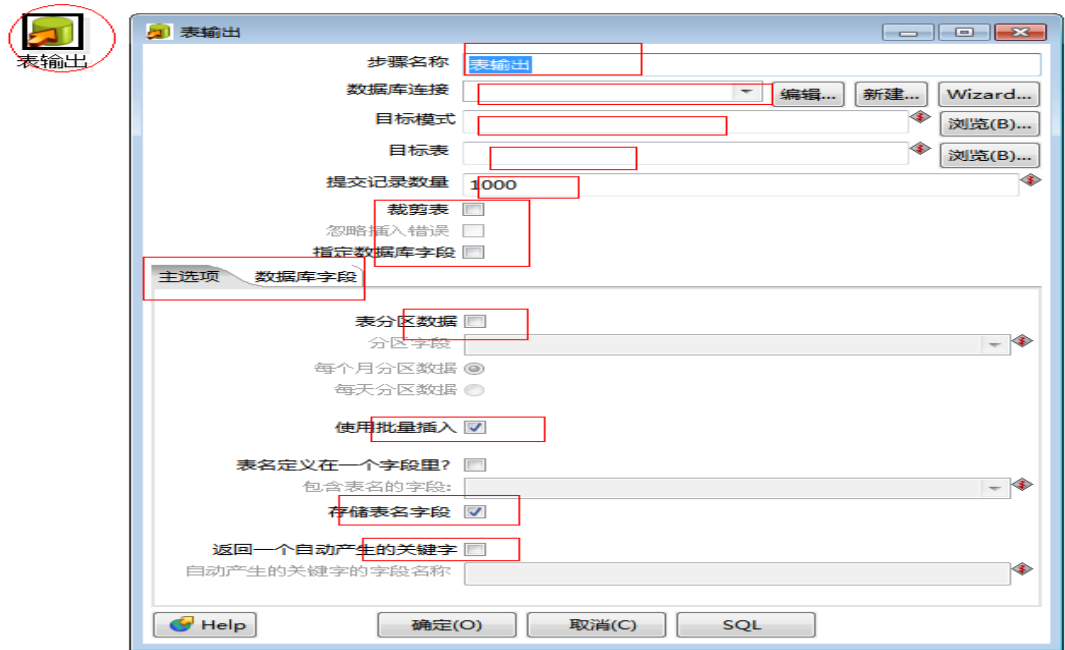 表输出
表输出
步骤名称 表输出
数据库连接 编辑... 新建... Wizard...
目标模式 浏览(B)...
目标表 浏览(B)...
提交记录数量 1000
裁剪表
忽略插入错误
指定数据库字段
主选项 数据库字段
表分区数据
分区字段
每个月分区数据
每天分区数据
使用批量插入
表名定义在一个字段里?
包含表名的字段:
存储表名字段
返回一个自动产生的关键字
自动产生的关键字的字段名称
Help 确定(O) 取消(C) SQL